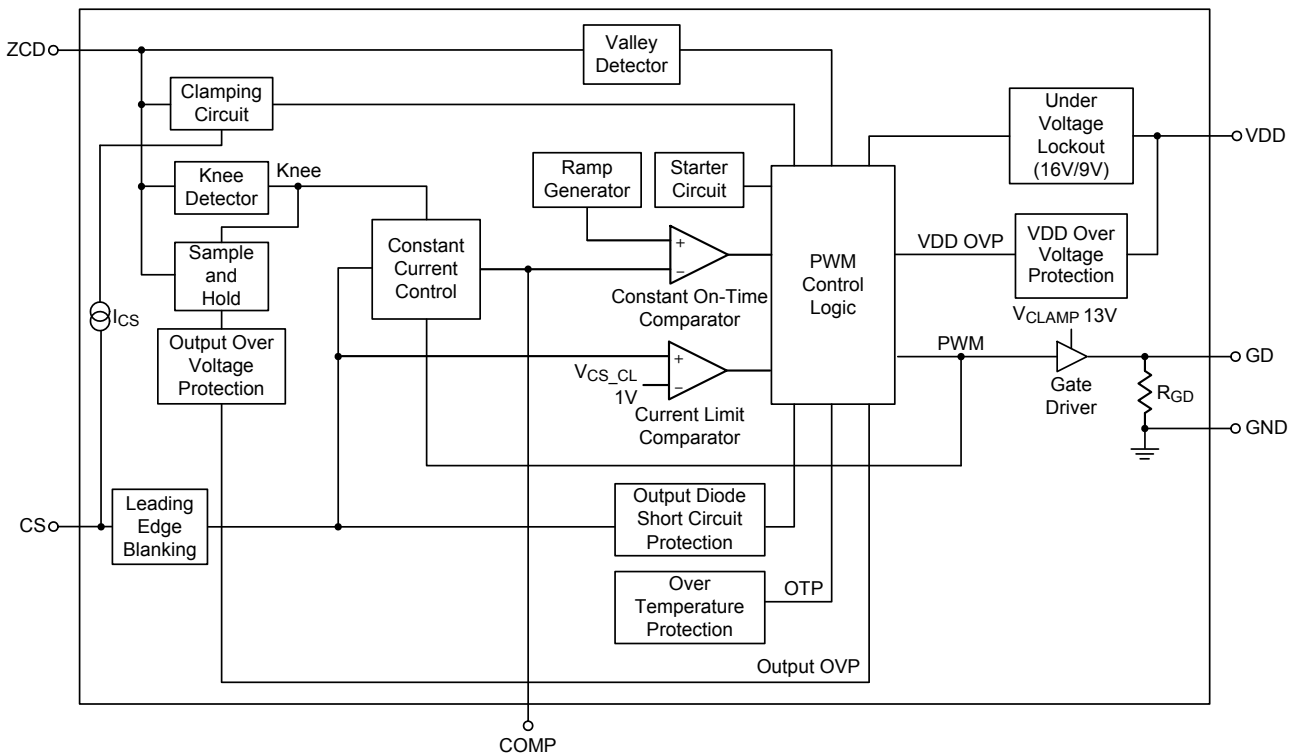 ZCD
Valley
Detector
Clamping
Circuit
Under
Voltage
Lockout
(16V/9V)
VDD
Knee
Detector
Knee
Ramp
Generator
Starter
Circuit
Sample
and
Hold
Constant
Current
Control
+
−
Constant On-Time
Comparator
PWM
Control
Logic
VDD OVP
VDD Over
Voltage
Protection
ICS
Output Over
Voltage
Protection
VCS_CL
1V
+
−
Current Limit
Comparator
VCLAMP 13V
PWM
Gate
Driver
GD
RGD
GND
CS
Leading
Edge
Blanking
Output Diode
Short Circuit
Protection
Over
Temperature
Protection
OTP
Output OVP
COMP